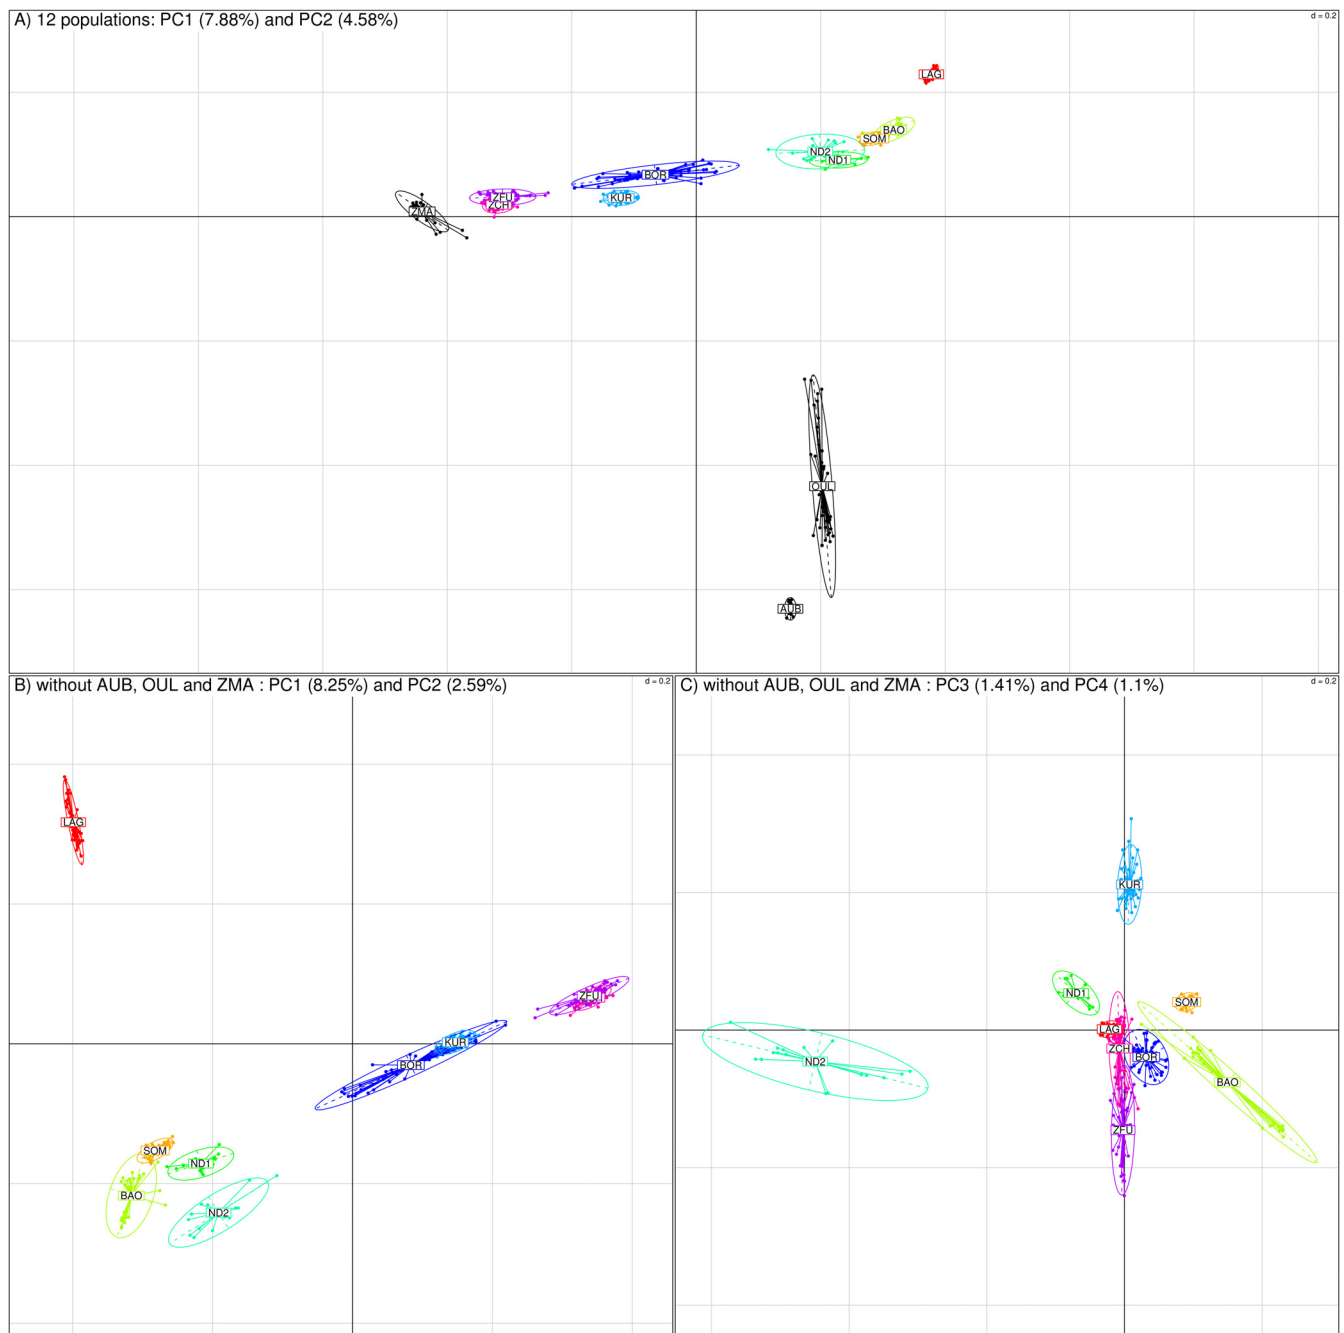 A) 12 populations: PC1 (7.88%) and PC2 (4.58%)
d = 0.2
LAG
BAO
SOM
ND2
ND1
BOR
ZFU
KUR
ZCH
ZMA
OUL
AUB
B) without AUB, OUL and ZMA : PC1 (8.25%) and PC2 (2.59%)
d = 0.2
LAG
ZFU
KUR
BOR
SOM
ND1
BAO
ND2
C) without AUB, OUL and ZMA : PC3 (1.41%) and PC4 (1.1%)
d = 0.2
KUR
ND1
SOM
LAG
ZCH
BOR
ND2
BAO
ZFU